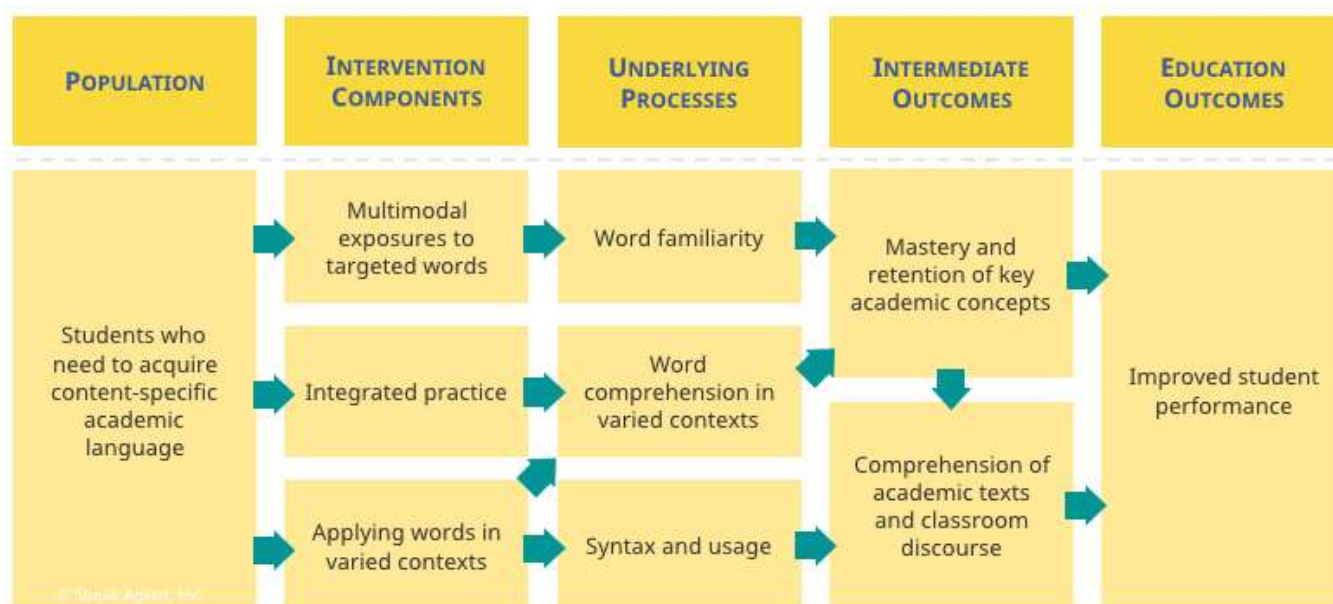 POPULATION
INTERVENTION
COMPONENTS
UNDERLYING
PROCESSES
INTERMEDIATE
OUTCOMES
EDUCATION
OUTCOMES
Students who
need to acquire
content-specific
academic
language
Multimodal
exposures to
targeted words
Integrated practice
Applying words in
varied contexts
Word familiarity
Word
comprehension in
varied contexts
Syntax and usage
Mastery and
retention of key
academic concepts
Comprehension of
academic texts
and classroom
discourse
Improved student
performance
© Speak Agent, Inc.